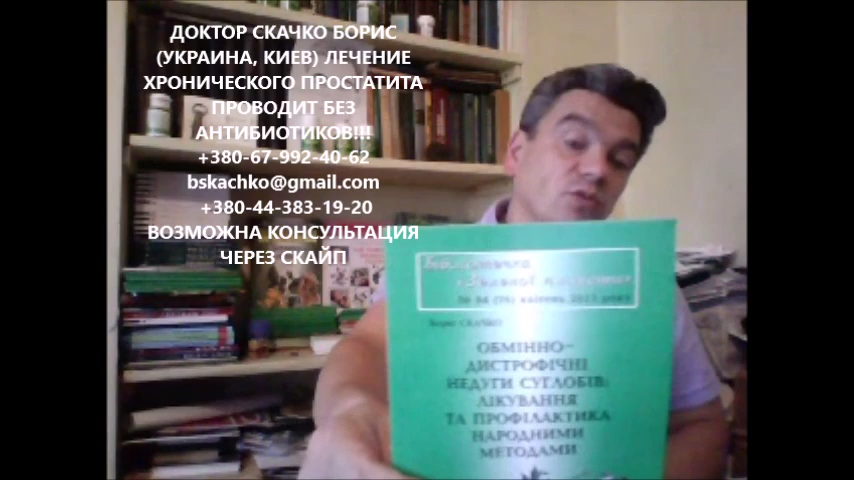 ДОКТОР СКАЧКО БОРИС
(УКРАИНА, КИЕВ) ЛЕЧЕНИЕ
ХРОНИЧЕСКОГО ПРОСТАТИТА
ПРОВОДИТ БЕЗ
АНТИБИОТИКОВ!!!
+380-67-992-40-62
bskachko@gmail.com
+380-44-383-19-20
ВОЗМОЖНА КОНСУЛЬТАЦИЯ
ЧЕРЕЗ СКАЙП
Бібліотечка
квітень
Борис СКАЧКО
ОБМІННО-
ДИСТРОФІЧНІ
НЕДУГИ СУГЛОБІВ:
ЛІКУВАННЯ
ТА ПРОФІЛАКТИКА
НАРОДНИМИ
МЕТОДАМИ